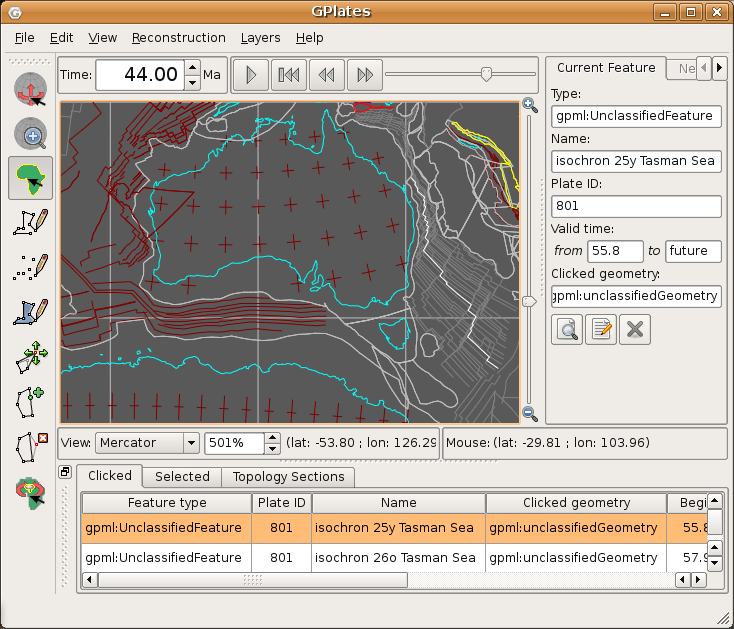 GPlates
File Edit View Reconstruction Layers Help
Time: 44.00 Ma
Current Feature Ne
Type:
gpml:UnclassifiedFeature
Name:
isochron 25y Tasman Sea
Plate ID:
801
Valid time:
from 55.8 to future
Clicked geometry:
gpml:unclassifiedGeometry
View: Mercator 501% (lat: -53.80 ; lon: 126.29 Mouse: (lat: -29.81 ; lon: 103.96)
Clicked Selected Topology Sections
Feature type Plate ID Name Clicked geometry Begi
gpml:UnclassifiedFeature 801 isochron 25y Tasman Sea gpml:unclassifiedGeometry 55.8
gpml:UnclassifiedFeature 801 isochron 26o Tasman Sea gpml:unclassifiedGeometry 57.9